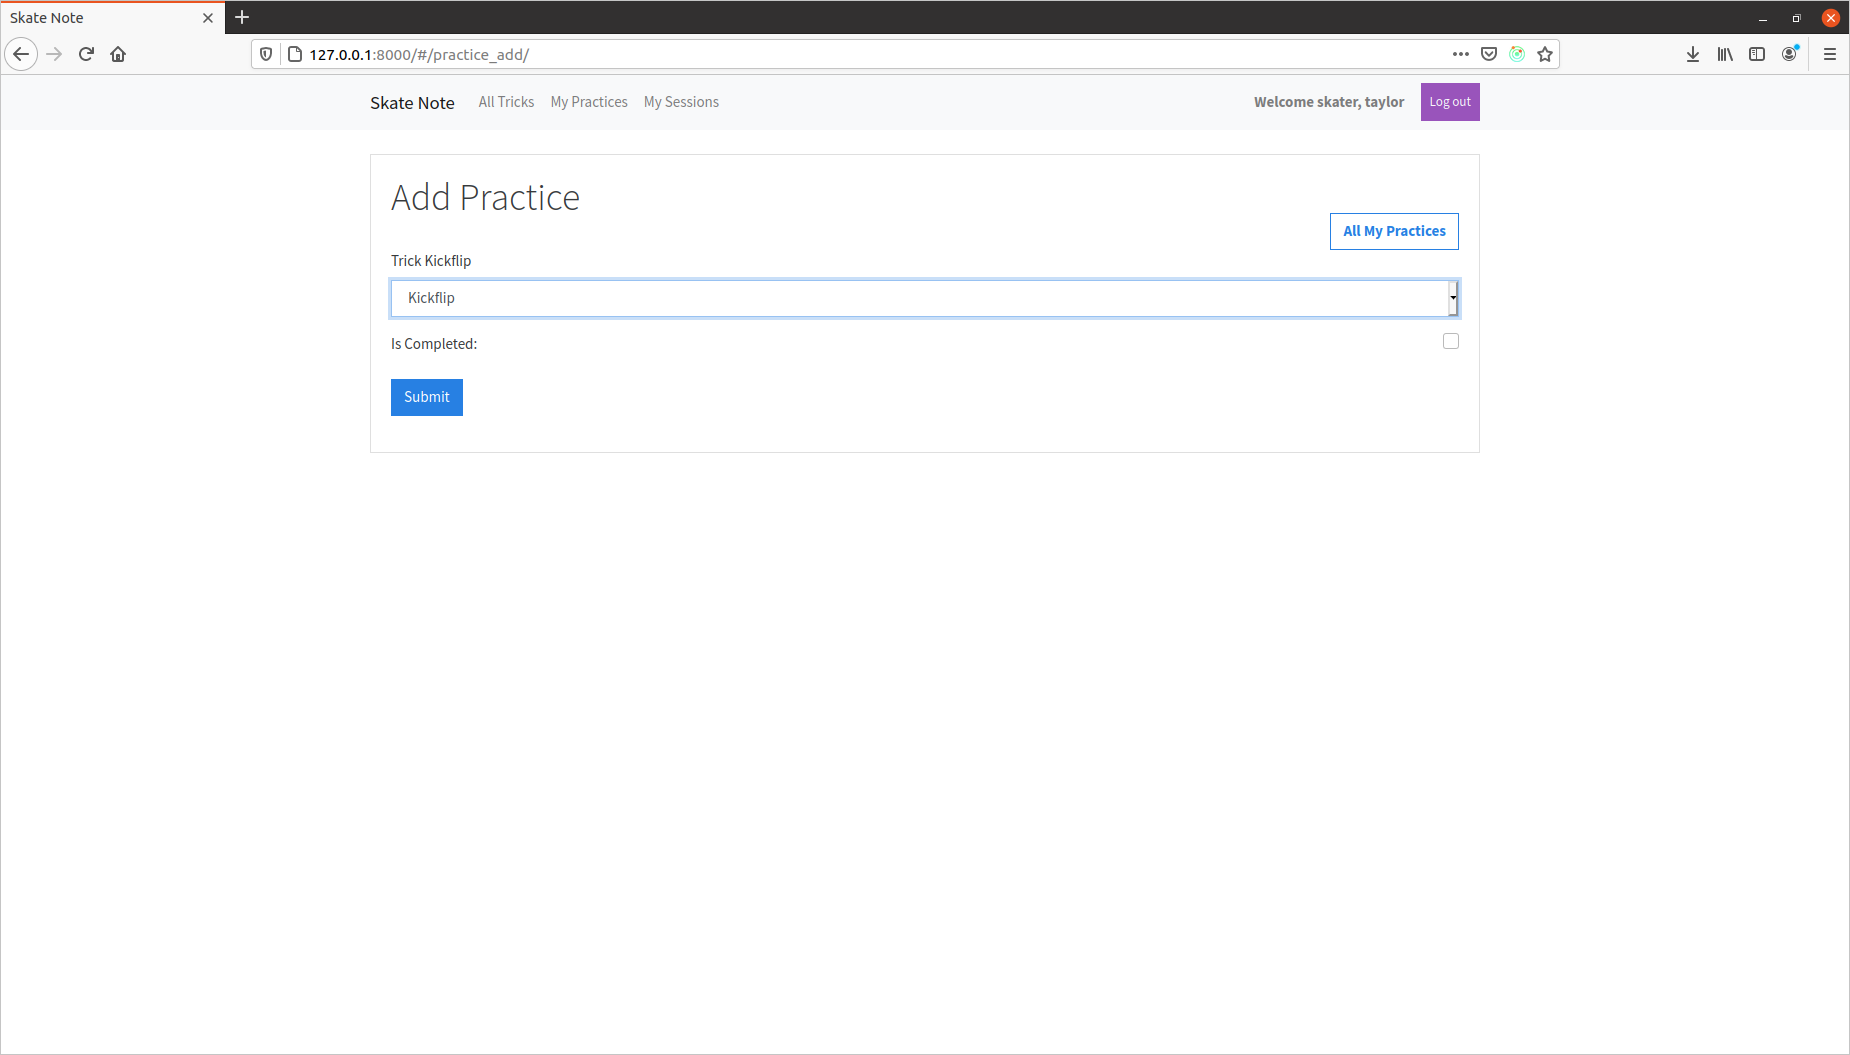 Skate Note
127.0.0.1:8000/#/practice_add/
Skate Note All Tricks My Practices My Sessions Welcome skater, taylor Log out
Add Practice
All My Practices
Trick Kickflip
Kickflip
Is Completed:
Submit